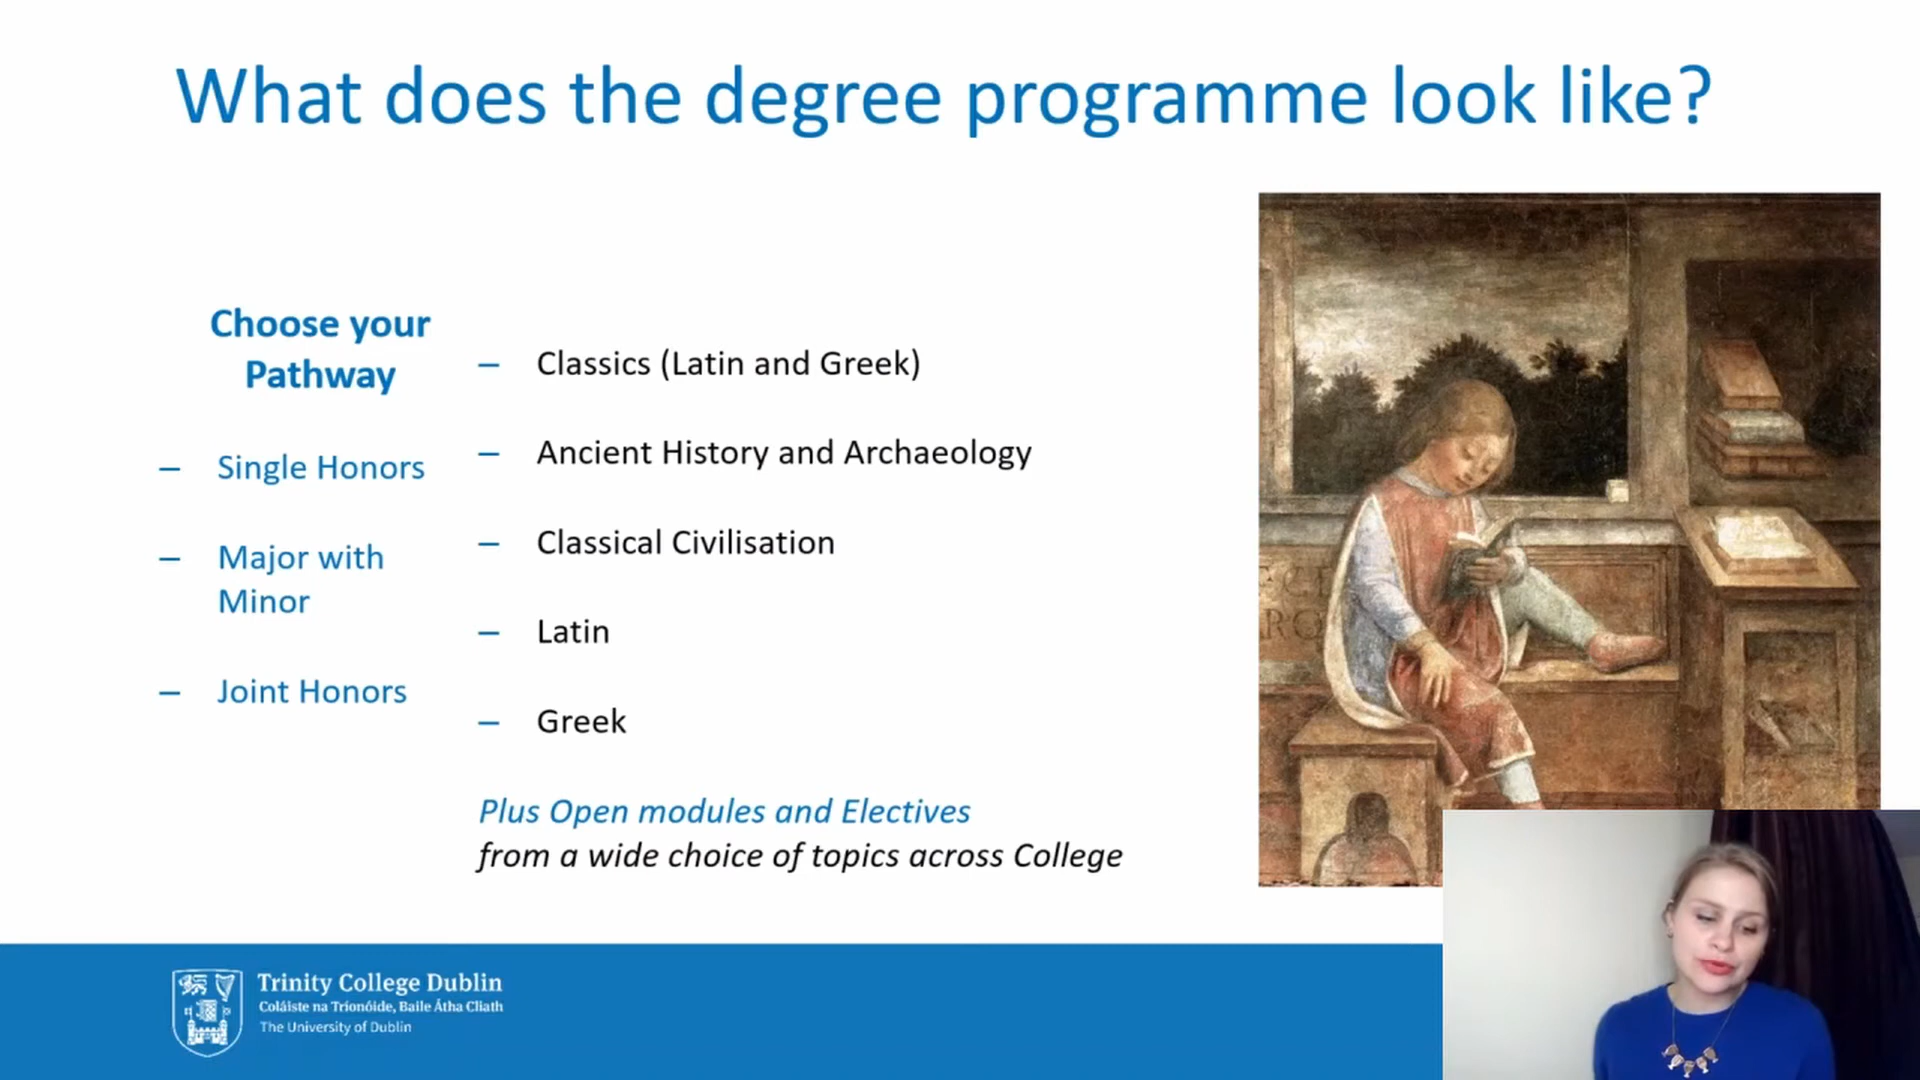 What does the degree programme look like?
Choose your
Pathway
– Single Honors
– Major with
Minor
– Joint Honors
– Classics (Latin and Greek)
– Ancient History and Archaeology
– Classical Civilisation
– Latin
– Greek
Plus Open modules and Electives
from a wide choice of topics across College
Trinity College Dublin
Coláiste na Tríonóide, Baile Átha Cliath
The University of Dublin